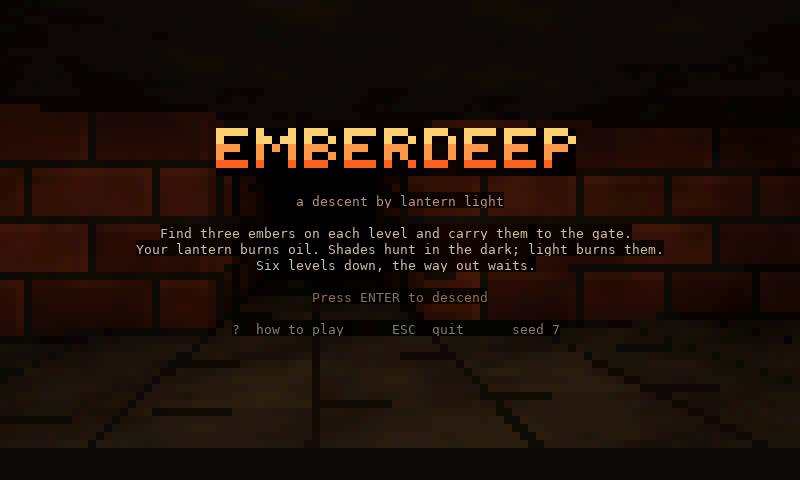 EMBERDEEP
a descent by lantern light
Find three embers on each level and carry them to the gate.
Your lantern burns oil. Shades hunt in the dark; light burns them.
Six levels down, the way out waits.
Press ENTER to descend
? how to play ESC quit seed 7